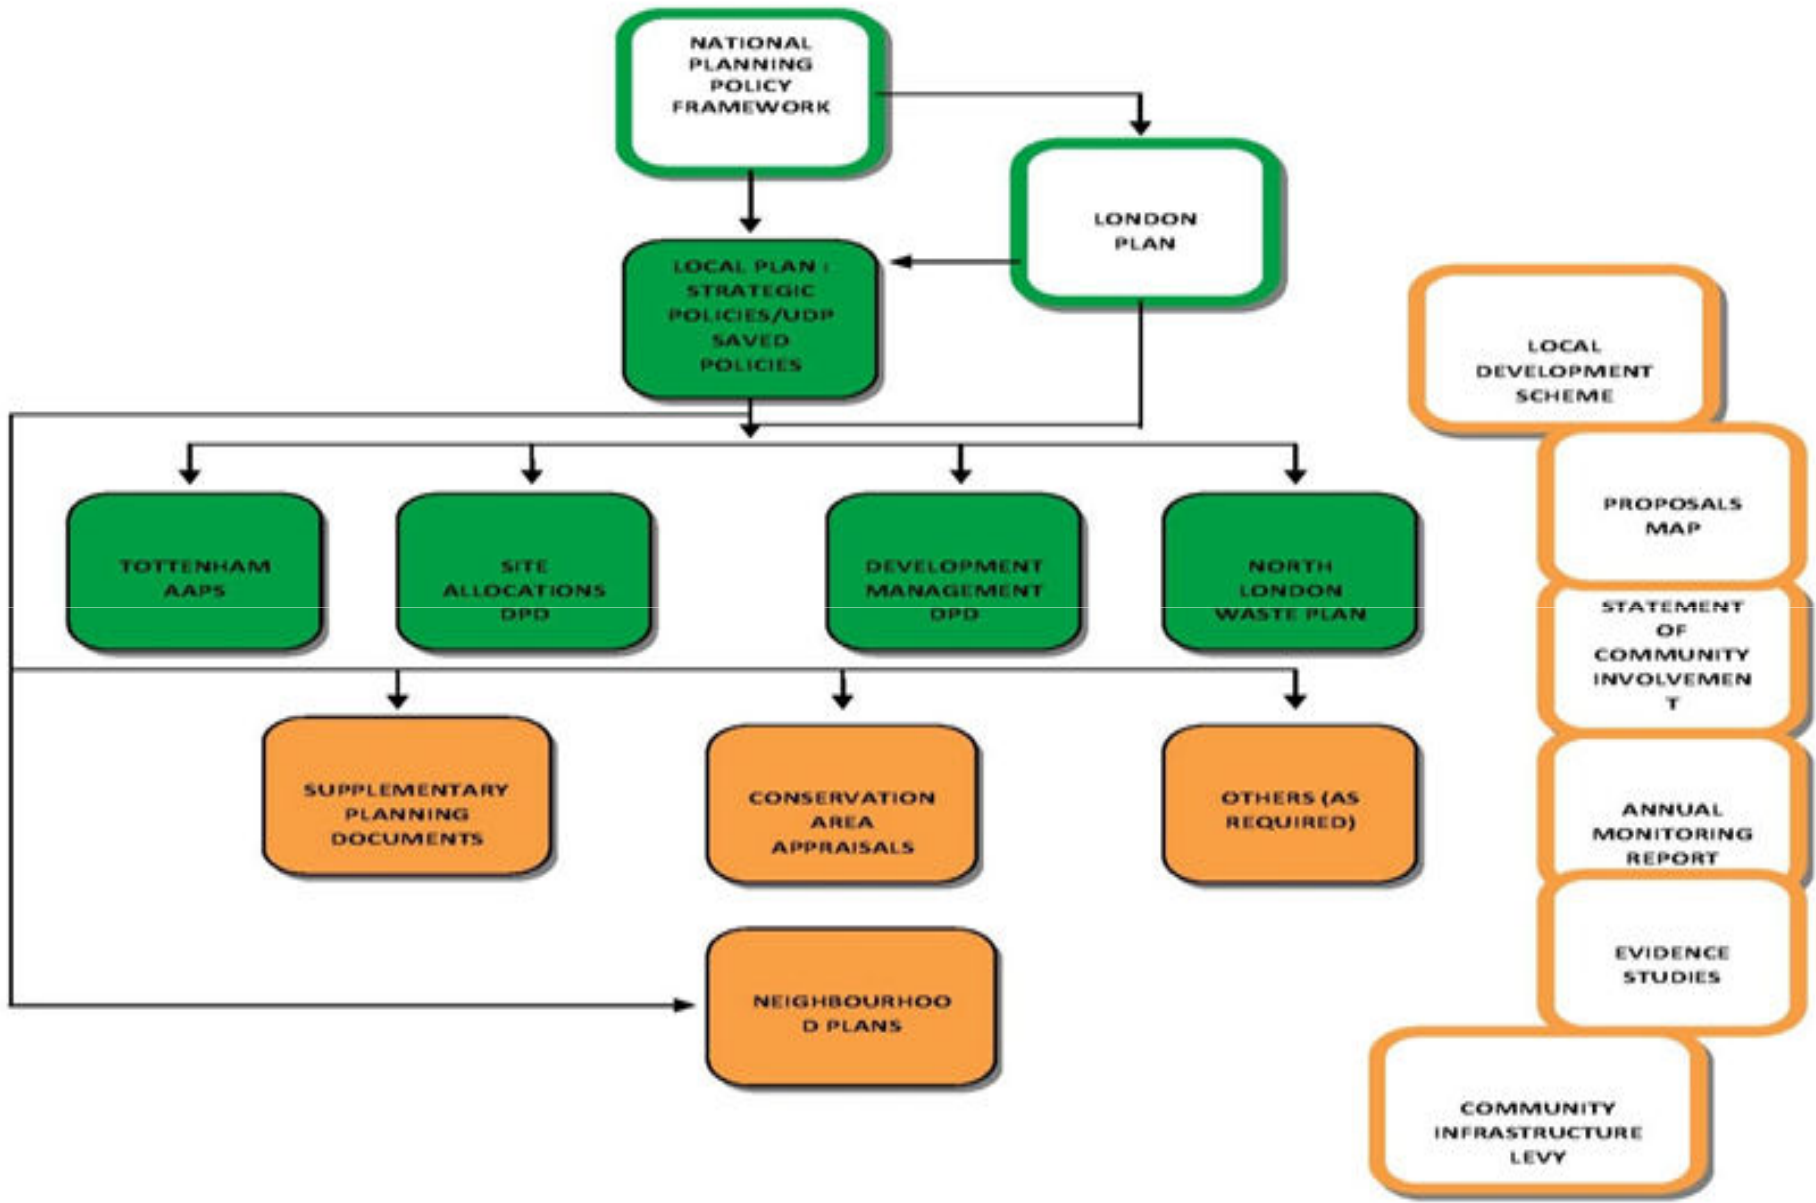 NATIONAL
PLANNING
POLICY
FRAMEWORK
LONDON
PLAN
LOCAL PLAN :
STRATEGIC
POLICIES/UDP
SAVED
POLICIES
LOCAL
DEVELOPMENT
SCHEME
PROPOSALS
MAP
TOTTENHAM
AAPS
SITE
ALLOCATIONS
DPD
DEVELOPMENT
MANAGEMENT
DPD
NORTH
LONDON
WASTE PLAN
STATEMENT
OF
COMMUNITY
INVOLVEMEN
T
SUPPLEMENTARY
PLANNING
DOCUMENTS
CONSERVATION
AREA
APPRAISALS
OTHERS (AS
REQUIRED)
ANNUAL
MONITORING
REPORT
EVIDENCE
STUDIES
NEIGHBOURHOO
D PLANS
COMMUNITY
INFRASTRUCTURE
LEVY